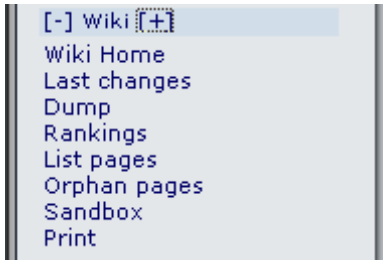 [-] Wiki [+]
Wiki Home
Last changes
Dump
Rankings
List pages
Orphan pages
Sandbox
Print